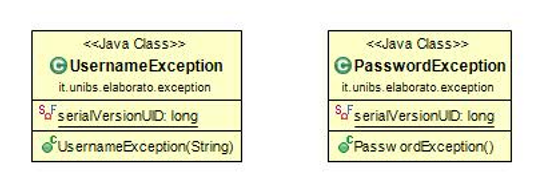 <<Java Class>>
UsernameException
it.unibs.elaborato.exception
serialVersionUID: long
UsernameException(String)
<<Java Class>>
PasswordException
it.unibs.elaborato.exception
serialVersionUID: long
PasswordException()